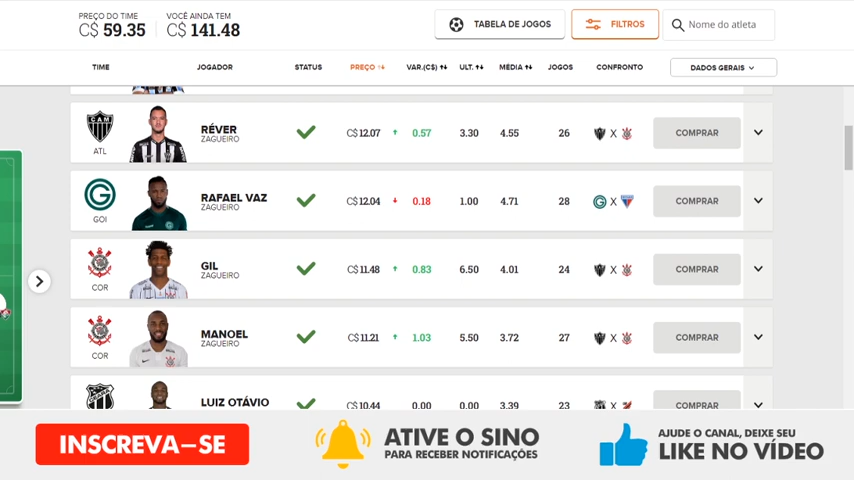 PREÇO DO TIME
C$ 59.35
VOCÊ AINDA TEM
C$ 141.48
TABELA DE JOGOS
FILTROS
Nome do atleta
TIME JOGADOR STATUS PREÇO VAR.(C$) ULT. MÉDIA JOGOS CONFRONTO DADOS GERAIS
CAM
ATL
RÉVER
ZAGUEIRO
C$ 12.07 0.57 3.30 4.55 26 X COMPRAR
G
GOI
RAFAEL VAZ
ZAGUEIRO
C$ 12.04 0.18 1.00 4.71 28 X COMPRAR
COR
GIL
ZAGUEIRO
C$ 11.48 0.83 6.50 4.01 24 X COMPRAR
COR
MANOEL
ZAGUEIRO
C$ 11.21 1.03 5.50 3.72 27 X COMPRAR
LUIZ OTÁVIO
C$ 10.44 0.00 0.00 3.39 23 X COMPRAR
INSCREVA-SE
ATIVE O SINO
PARA RECEBER NOTIFICAÇÕES
AJUDE O CANAL, DEIXE SEU
LIKE NO VÍDEO